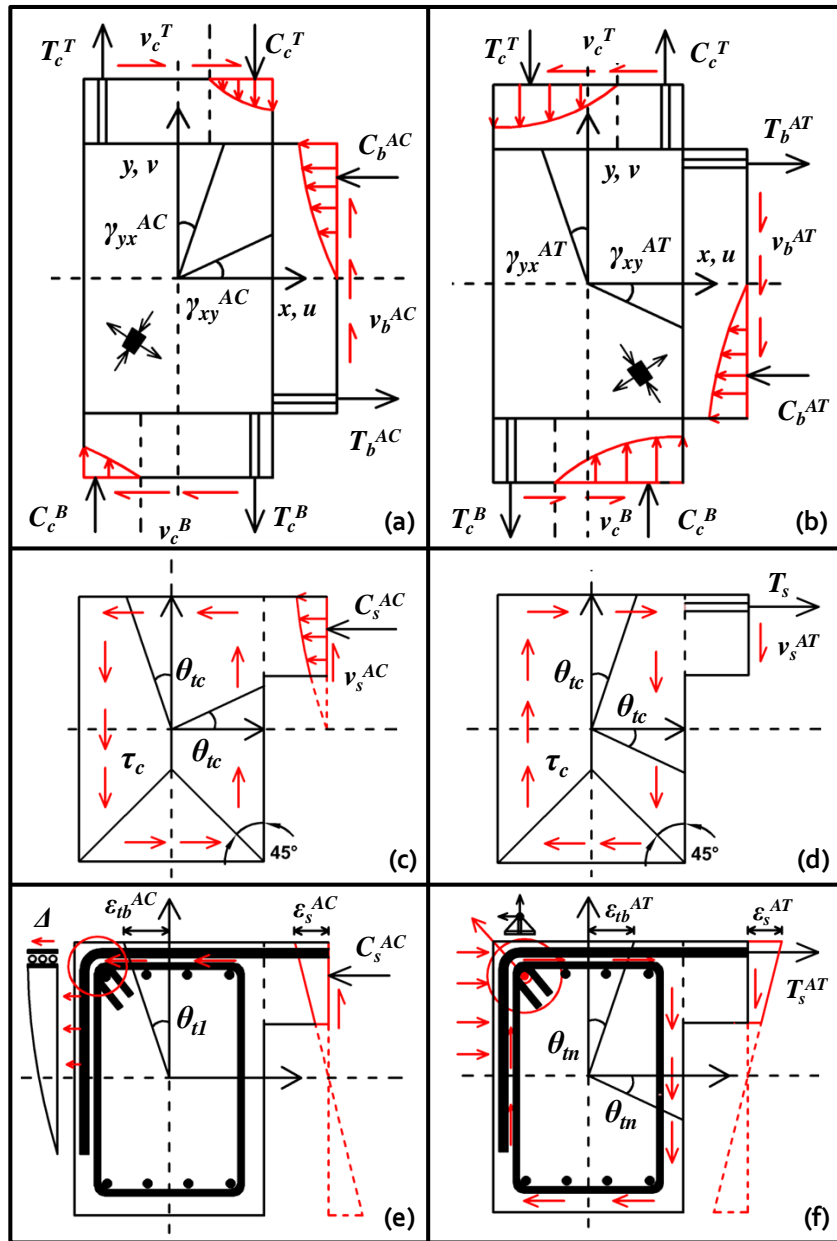 T_c^T v_c^T C_c^T
y, v C_b^AC
γ_yx^AC
γ_xy^AC x, u v_b^AC
T_b^AC
C_c^B v_c^B T_c^B (a)
T_c^T v_c^T C_c^T
T_b^AT
y, v
γ_yx^AT γ_xy^AT x, u v_b^AT
C_b^AT
T_c^B v_c^B C_c^B (b)
C_s^AC
θ_tc v_s^AC
τ_c θ_tc
45° (c)
T_s
v_s^AT
θ_tc θ_tc
τ_c
45° (d)
Δ ε_tb^AC ε_s^AC
C_s^AC
θ_t1
(e)
ε_tb^AT ε_s^AT
T_s^AT
θ_tn
θ_tn
(f)